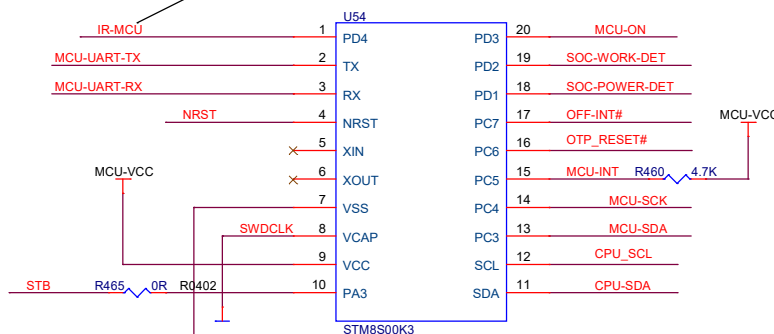 U54
IR-MCU 1 PD4 PD3 20 MCU-ON
MCU-UART-TX 2 TX PD2 19 SOC-WORK-DET
MCU-UART-RX 3 RX PD1 18 SOC-POWER-DET
NRST 4 NRST PC7 17 OFF-INT# MCU-VCC
5 XIN PC6 16 OTP_RESET#
MCU-VCC 6 XOUT PC5 15 MCU-INT R460 4.7K
7 VSS PC4 14 MCU-SCK
SWDCLK 8 VCAP PC3 13 MCU-SDA
9 VCC SCL 12 CPU_SCL
STB R465 0R R0402 10 PA3 SDA 11 CPU-SDA
STM8S00K3